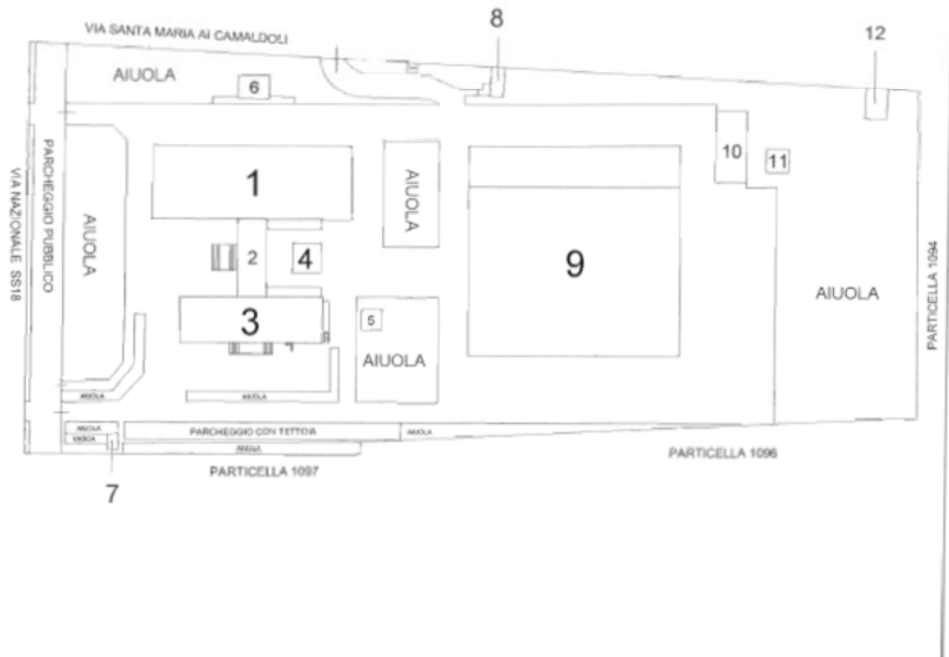 8
12
VIA SANTA MARIA AI CAMALDOLI
AIUOLA
6
10
11
1
AIUOLA
PARCHEGGIO PUBBLICO
VIA NAZIONALE SS18
AIUOLA
2
4
9
AIUOLA
PARTICELLA 1094
3
5
AIUOLA
AIUOLA
AIUOLA
AIUOLA
PARCHEGGIO CON TETTOIA
AIUOLA
VASCA
AIUOLA
PARTICELLA 1096
PARTICELLA 1097
7